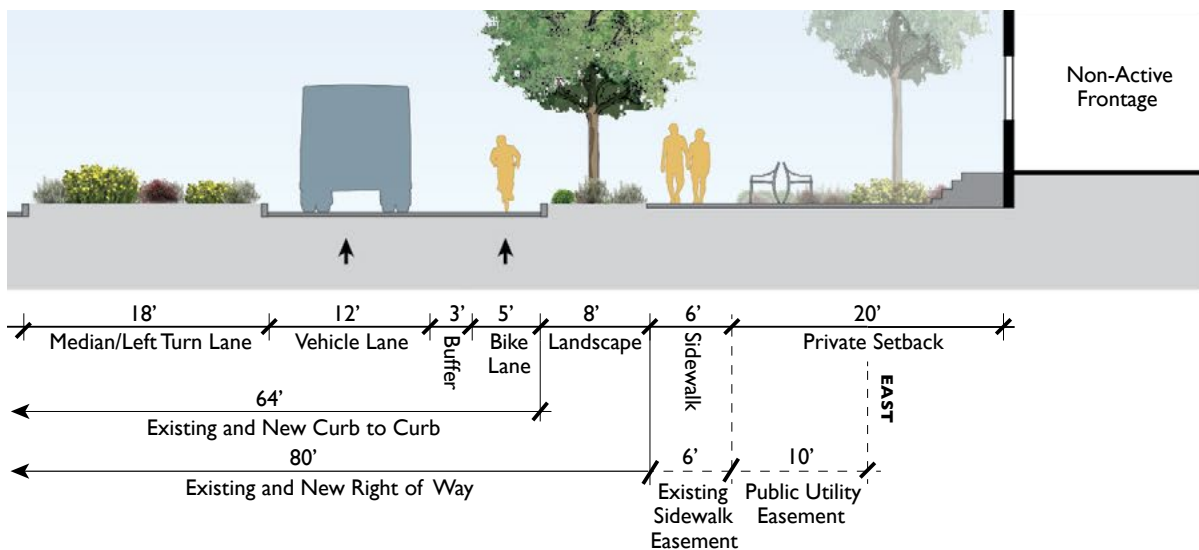 Non-Active
Frontage
18’ 12’ 3’ 5’ 8’ 6’ 20’
Median/Left Turn Lane
Vehicle Lane
Buffer
Bike
Lane
Landscape
Sidewalk
Private Setback
EAST
64’
Existing and New Curb to Curb
80’
Existing and New Right of Way
6’
Existing
Sidewalk
Easement
10’
Public Utility
Easement